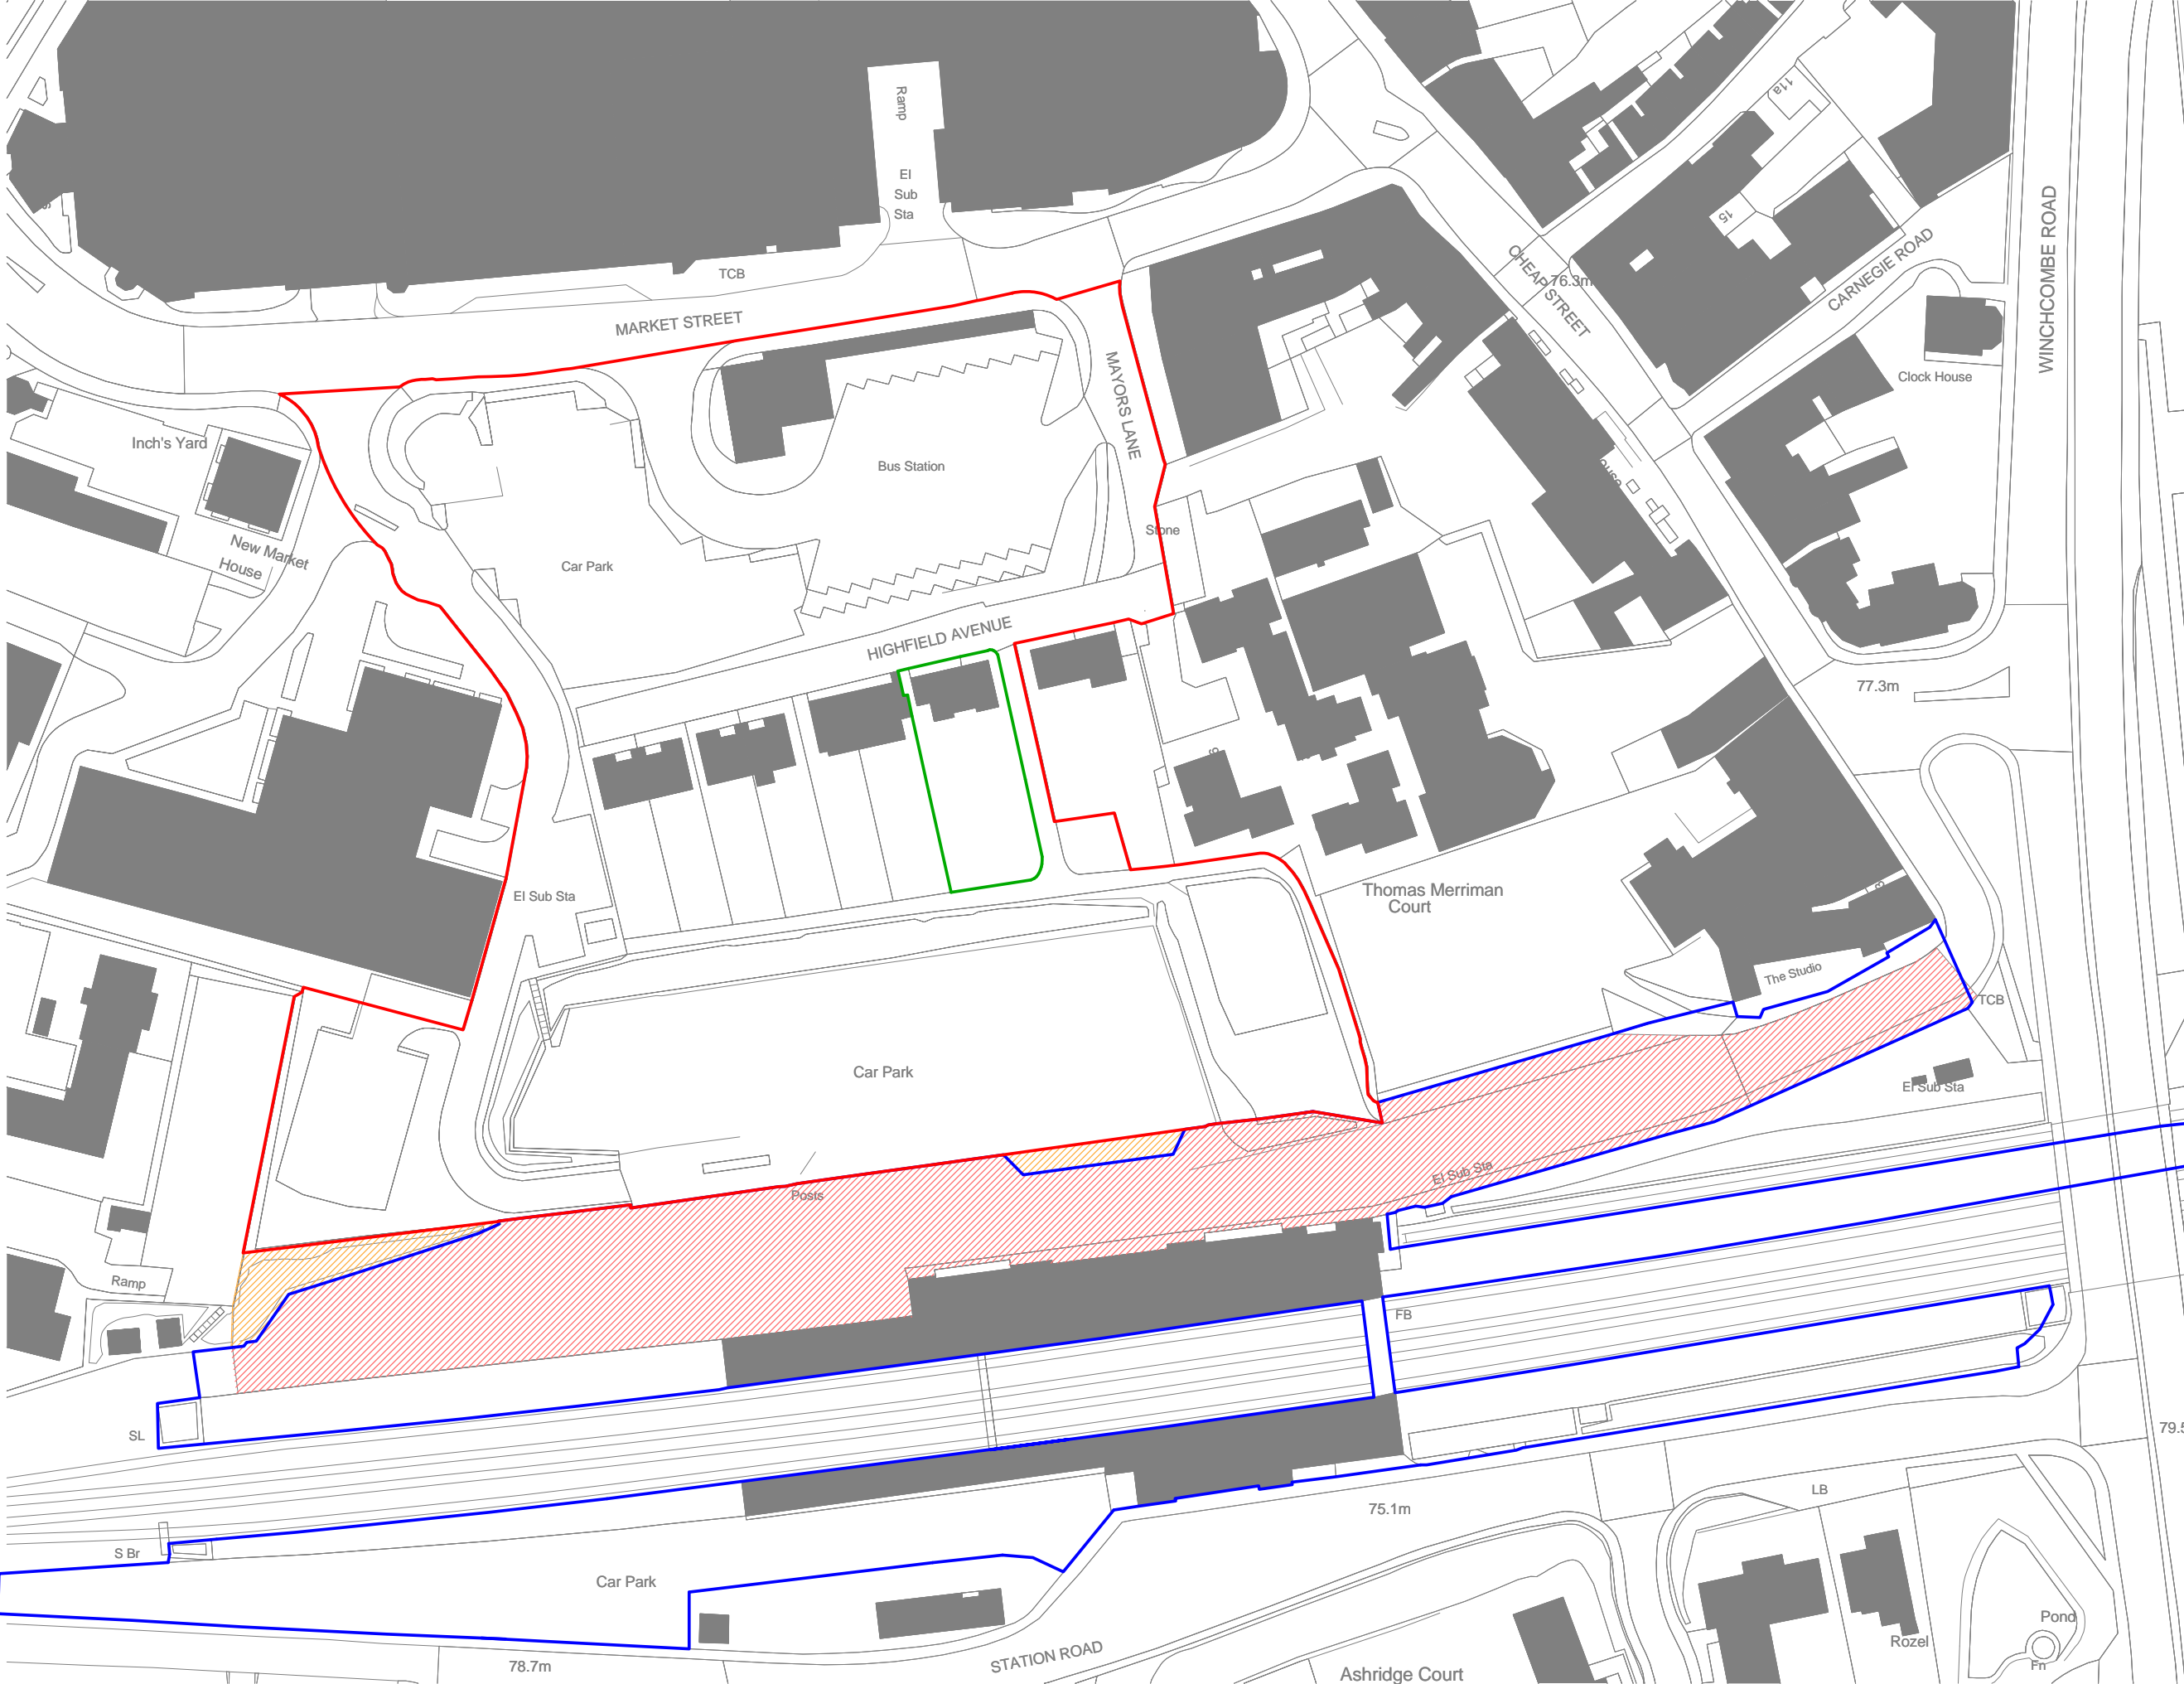 Ramp
El
Sub
Sta
11a
15
WINCHCOMBE ROAD
TCB
CHEAP STREET
76.3m
CARNEGIE ROAD
MARKET STREET
MAYORS LANE
Clock House
Inch's Yard
Bus Station
New Market
House
Stone
Car Park
HIGHFIELD AVENUE
77.3m
El Sub Sta
Thomas Merriman
Court
The Studio
TCB
Car Park
El Sub Sta
El Sub Sta
Posts
Ramp
FB
SL
79.5
LB
75.1m
S Br
Car Park
Pond
Rozel
STATION ROAD
78.7m
Fn
Ashridge Court